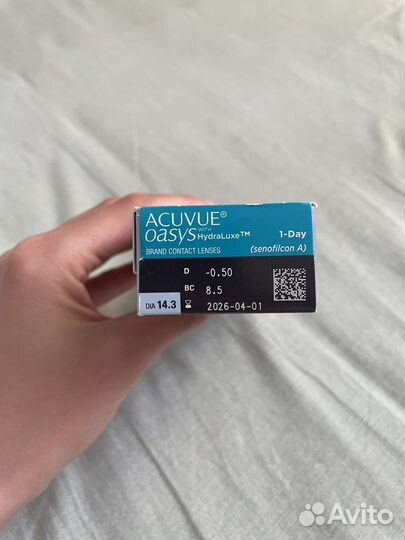 ACUVUE®
OASYS WITH HydraLuxe™ 1-Day
BRAND CONTACT LENSES (senofilcon A)
D -0.50
BC 8.5
DIA 14.3 2026-04-01
Avito